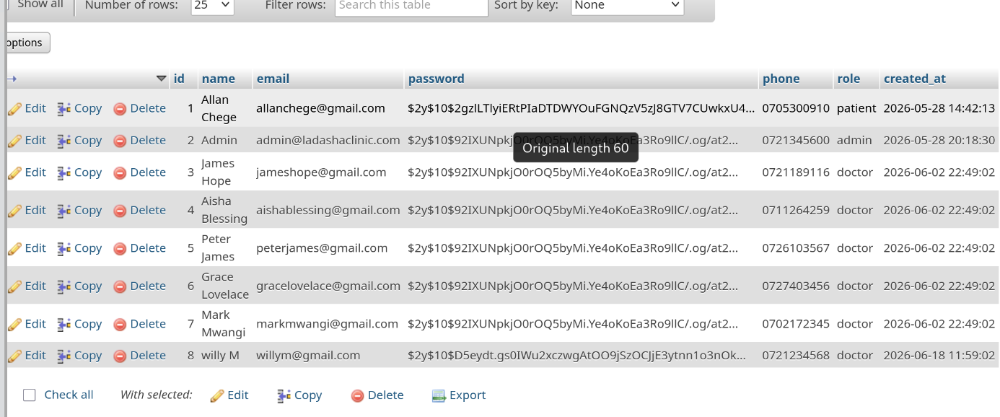 Show all Number of rows: 25 Filter rows: Search this table Sort by key: None
options
id name email password phone role created_at
Edit Copy Delete 1 Allan Chege allanchege@gmail.com $2y$10$2gzlLTlyiERtPIaDTDWYOuFGNQzV5zJ8GTV7CUwkxU4... 0705300910 patient 2026-05-28 14:42:13
Edit Copy Delete 2 Admin admin@ladashaclinic.com $2y$10$92IXUNpkjO0rOQ5byMi.Ye4oKoEa3Ro9llC/.og/at2... 0721345600 admin 2026-05-28 20:18:30
Original length 60
Edit Copy Delete 3 James Hope jameshope@gmail.com $2y$10$92IXUNpkjO0rOQ5byMi.Ye4oKoEa3Ro9llC/.og/at2... 0721189116 doctor 2026-06-02 22:49:02
Edit Copy Delete 4 Aisha Blessing aishablessing@gmail.com $2y$10$92IXUNpkjO0rOQ5byMi.Ye4oKoEa3Ro9llC/.og/at2... 0711264259 doctor 2026-06-02 22:49:02
Edit Copy Delete 5 Peter James peterjames@gmail.com $2y$10$92IXUNpkjO0rOQ5byMi.Ye4oKoEa3Ro9llC/.og/at2... 0726103567 doctor 2026-06-02 22:49:02
Edit Copy Delete 6 Grace Lovelace gracelovelace@gmail.com $2y$10$92IXUNpkjO0rOQ5byMi.Ye4oKoEa3Ro9llC/.og/at2... 0727403456 doctor 2026-06-02 22:49:02
Edit Copy Delete 7 Mark Mwangi markmwangi@gmail.com $2y$10$92IXUNpkjO0rOQ5byMi.Ye4oKoEa3Ro9llC/.og/at2... 0702172345 doctor 2026-06-02 22:49:02
Edit Copy Delete 8 willy M willym@gmail.com $2y$10$D5eydt.gs0IWu2xczwgAtOO9jSzOCJjE3ytnn1o3nOk... 0721234568 doctor 2026-06-18 11:59:02
Check all With selected: Edit Copy Delete Export